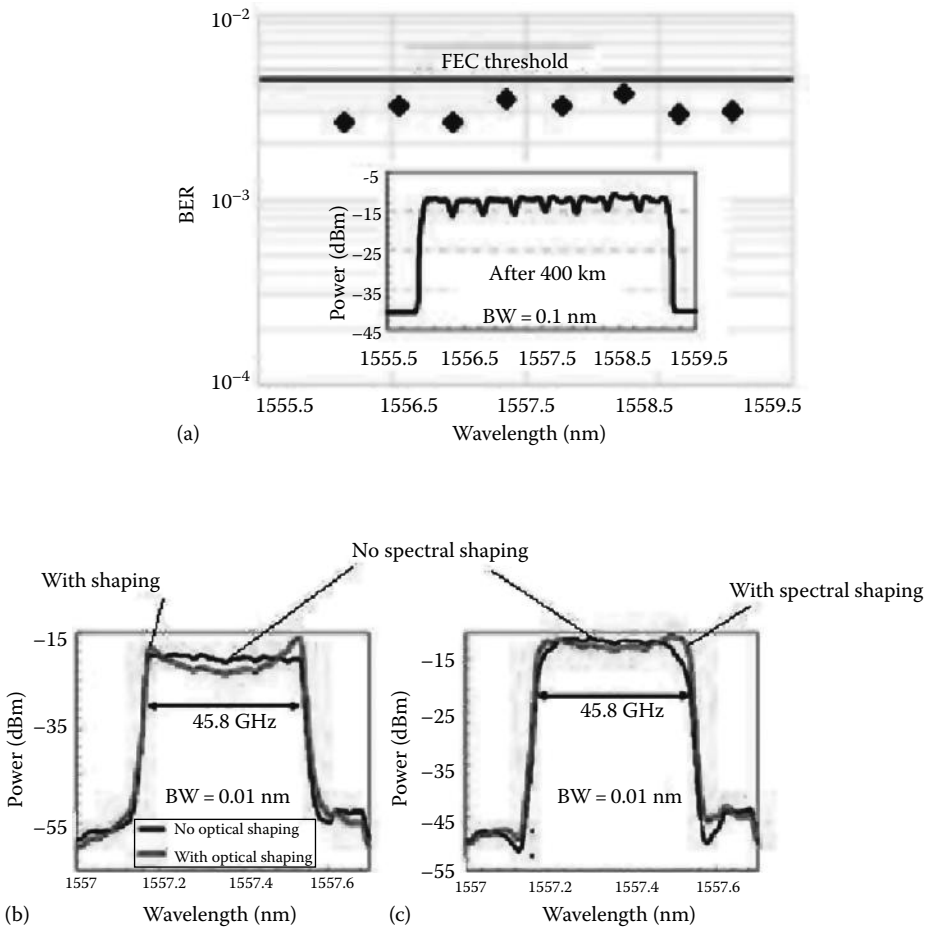 10−2
FEC threshold
BER
10−3
10−4
-5
−15
−25
−35
−45
Power (dBm)
After 400 km
BW = 0.1 nm
1555.5 1556.5 1557.5 1558.5 1559.5
1555.5 1556.5 1557.5 1558.5 1559.5
(a) Wavelength (nm)
No spectral shaping
With shaping
With spectral shaping
−15
−35
−55
Power (dBm)
45.8 GHz
BW = 0.01 nm
No optical shaping
With optical shaping
1557 1557.2 1557.4 1557.6
(b) Wavelength (nm)
−15
−25
−35
−45
−55
Power (dBm)
45.8 GHz
BW = 0.01 nm
1557 1557.2 1557.4 1557.6
(c) Wavelength (nm)